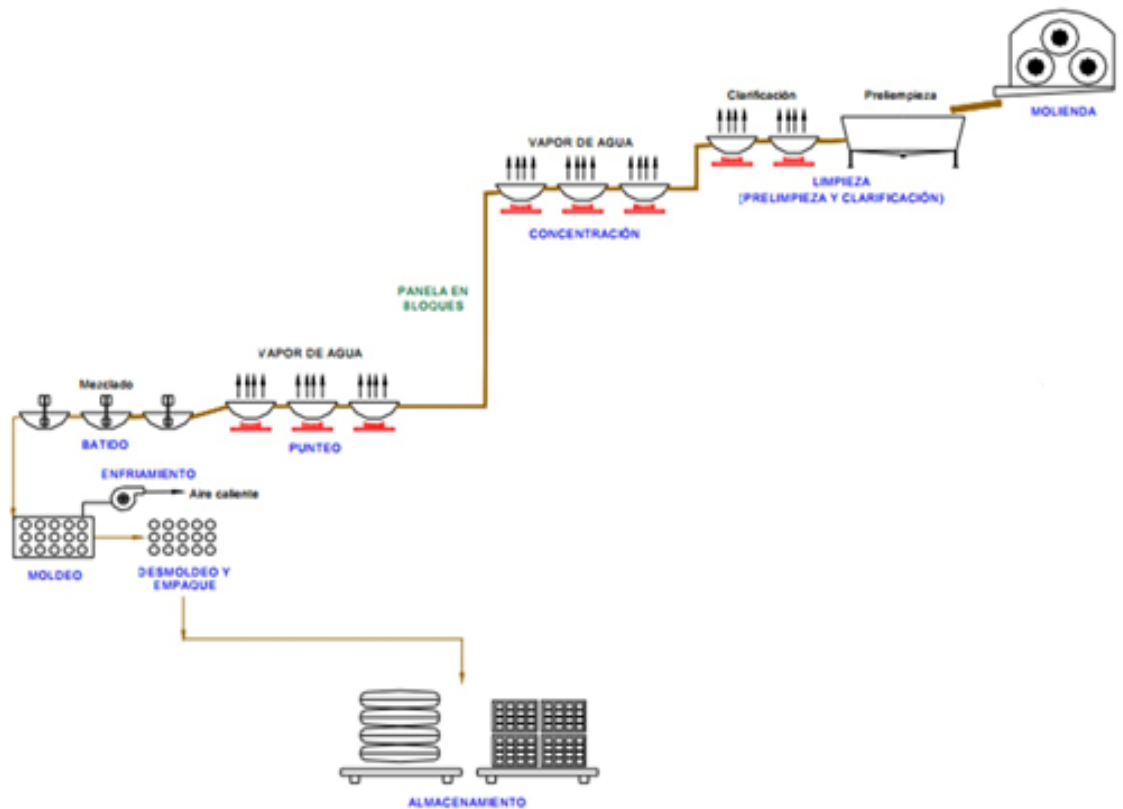 MOLIENDA
Preliempieza
Clarificación
LIMPIEZA
(PRELIMPIEZA Y CLARIFICACIÓN)
VAPOR DE AGUA
CONCENTRACIÓN
PANELA EN
BLOQUES
VAPOR DE AGUA
PUNTEO
Mezclado
BATIDO
ENFRIAMIENTO
Aire caliente
MOLDEO
DESMOLDEO Y
EMPAQUE
ALMACENAMIENTO